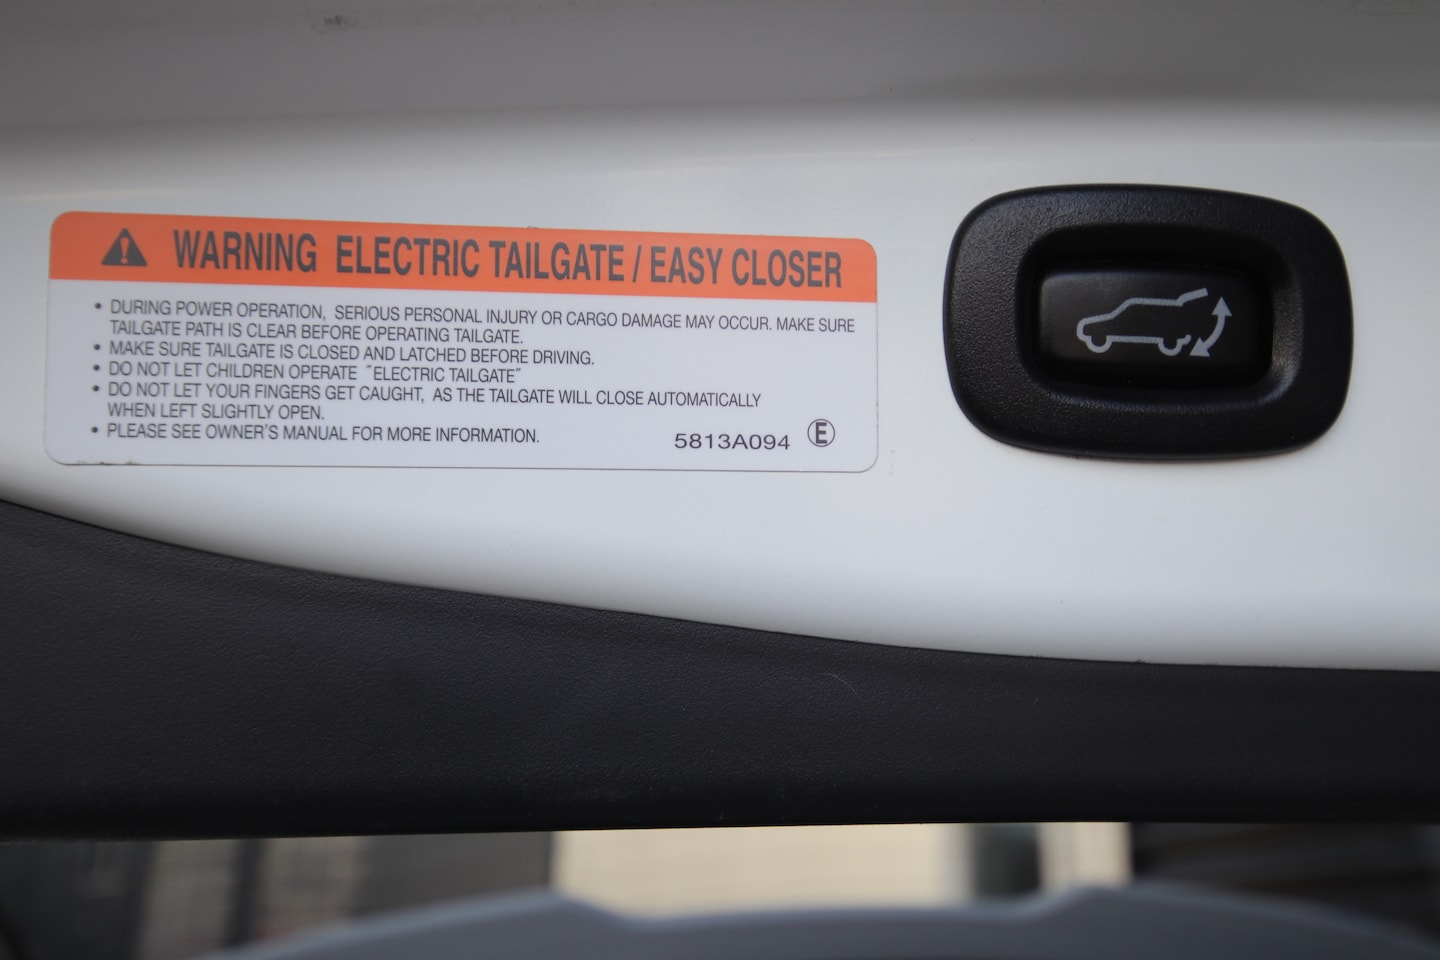 WARNING ELECTRIC TAILGATE / EASY CLOSER
• DURING POWER OPERATION, SERIOUS PERSONAL INJURY OR CARGO DAMAGE MAY OCCUR. MAKE SURE
TAILGATE PATH IS CLEAR BEFORE OPERATING TAILGATE.
• MAKE SURE TAILGATE IS CLOSED AND LATCHED BEFORE DRIVING.
• DO NOT LET CHILDREN OPERATE "ELECTRIC TAILGATE"
• DO NOT LET YOUR FINGERS GET CAUGHT, AS THE TAILGATE WILL CLOSE AUTOMATICALLY
WHEN LEFT SLIGHTLY OPEN.
• PLEASE SEE OWNER'S MANUAL FOR MORE INFORMATION.
5813A094 Ⓔ